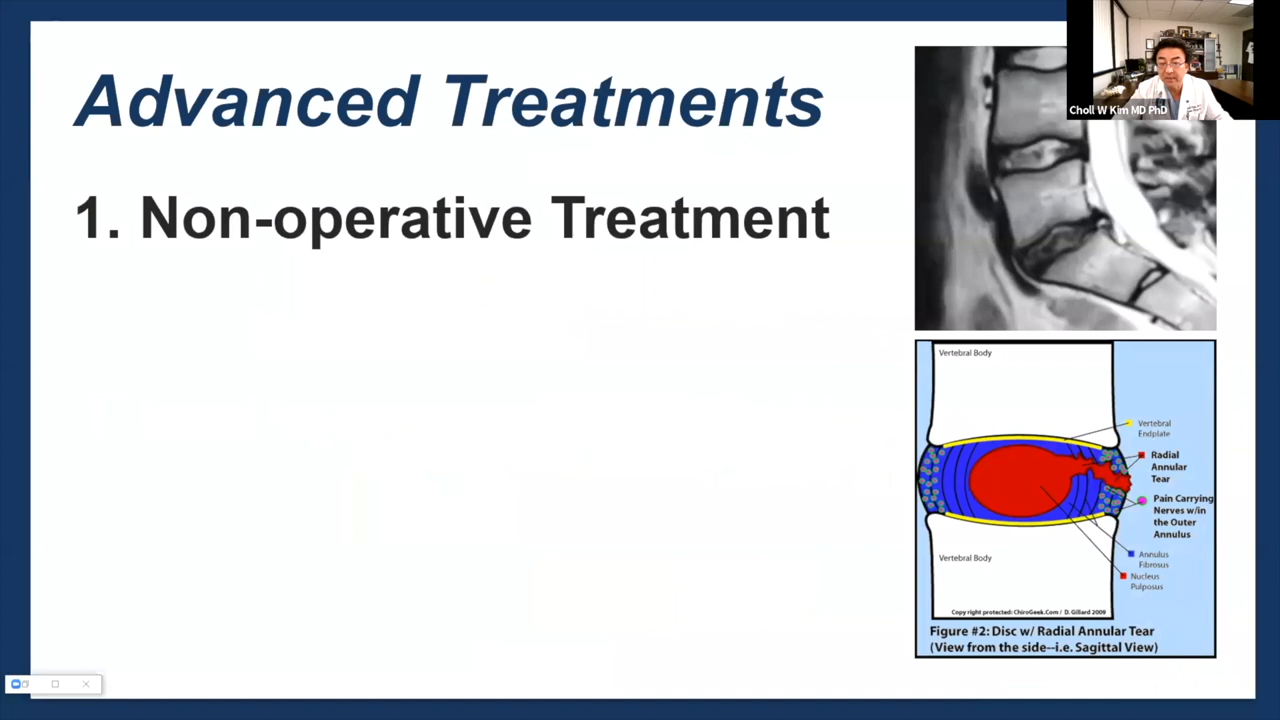 Advanced Treatments
1. Non-operative Treatment
Choll W Kim MD PhD
Vertebral Body
Vertebral
Endplate
Radial
Annular
Tear
Pain Carrying
Nerves w/in
the Outer
Annulus
Annulus
Fibrosus
Nucleus
Pulposus
Vertebral Body
Copy right protected: ChiroGeek.Com / D. Gillard 2009
Figure #2: Disc w/ Radial Annular Tear
(View from the side--i.e. Sagittal View)